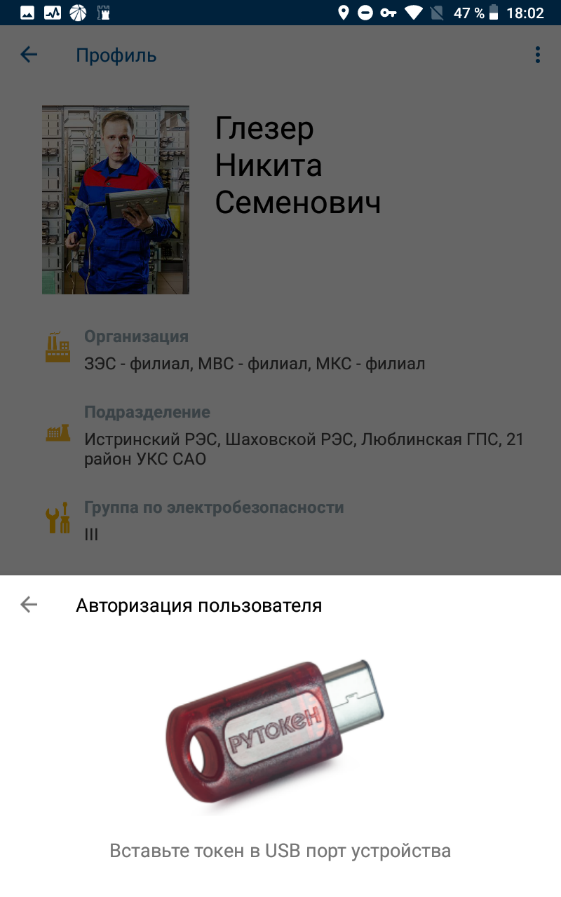 47 % 18:02
Профиль
Глезер
Никита
Семенович
Организация
ЗЭС - филиал, МВС - филиал, МКС - филиал
Подразделение
Истринский РЭС, Шаховской РЭС, Люблинская ГПС, 21
район УКС САО
Группа по электробезопасности
III
Авторизация пользователя
РУТОКЕН
Вставьте токен в USB порт устройства